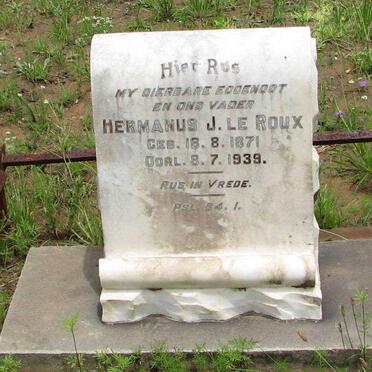 Hier Rus
MY DIERBARE EGGENOOT
EN ONS VADER
HERMANUS J. LE ROUX
GEB. 18. 8. 1871
OORL. 8. 7. 1939.
RUS IN VREDE.
PSL. 84. 1.